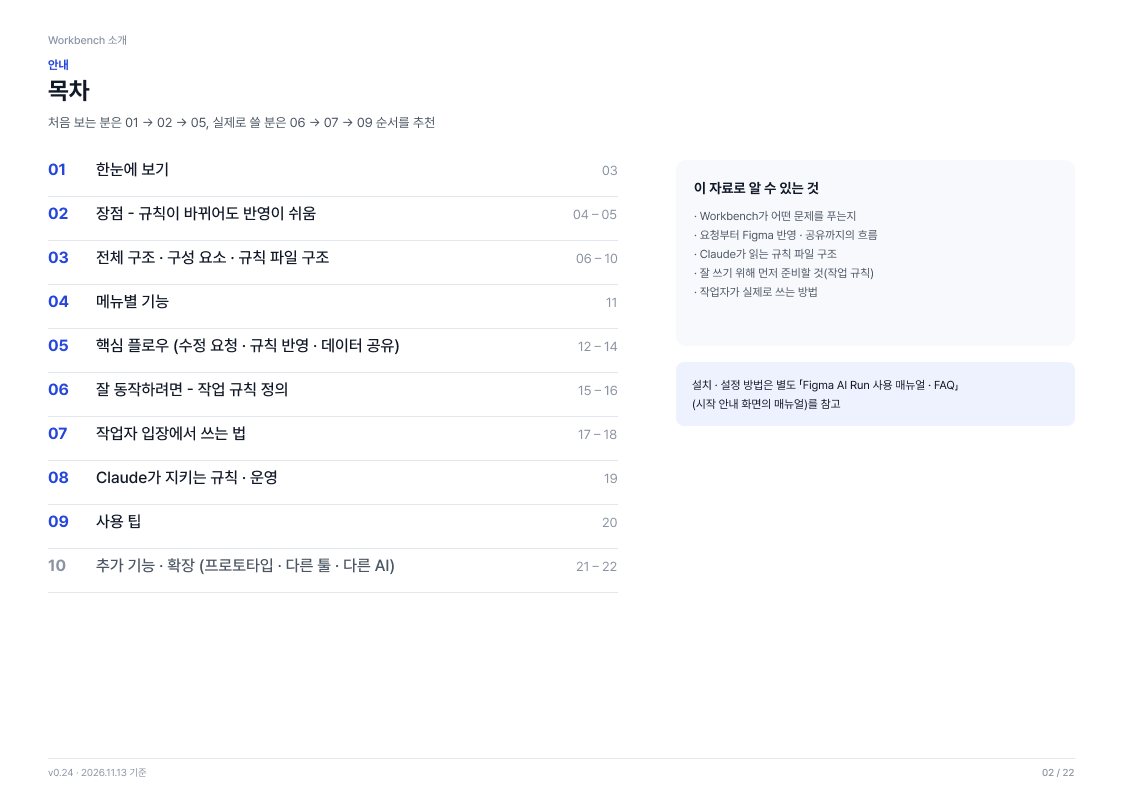 Workbench 소개
안내
목차
처음 보는 분은 01 → 02 → 05, 실제로 쓸 분은 06 → 07 → 09 순서를 추천
01 한눈에 보기 03
02 장점 - 규칙이 바뀌어도 반영이 쉬움 04 – 05
03 전체 구조 · 구성 요소 · 규칙 파일 구조 06 – 10
04 메뉴별 기능 11
05 핵심 플로우 (수정 요청 · 규칙 반영 · 데이터 공유) 12 – 14
06 잘 동작하려면 - 작업 규칙 정의 15 – 16
07 작업자 입장에서 쓰는 법 17 – 18
08 Claude가 지키는 규칙 · 운영 19
09 사용 팁 20
10 추가 기능 · 확장 (프로토타입 · 다른 툴 · 다른 AI) 21 – 22
이 자료로 알 수 있는 것
· Workbench가 어떤 문제를 푸는지
· 요청부터 Figma 반영 · 공유까지의 흐름
· Claude가 읽는 규칙 파일 구조
· 잘 쓰기 위해 먼저 준비할 것(작업 규칙)
· 작업자가 실제로 쓰는 방법
설치 · 설정 방법은 별도 「Figma AI Run 사용 매뉴얼 · FAQ」
(시작 안내 화면의 매뉴얼)를 참고
v0.24 · 2026.11.13 기준
02 / 22